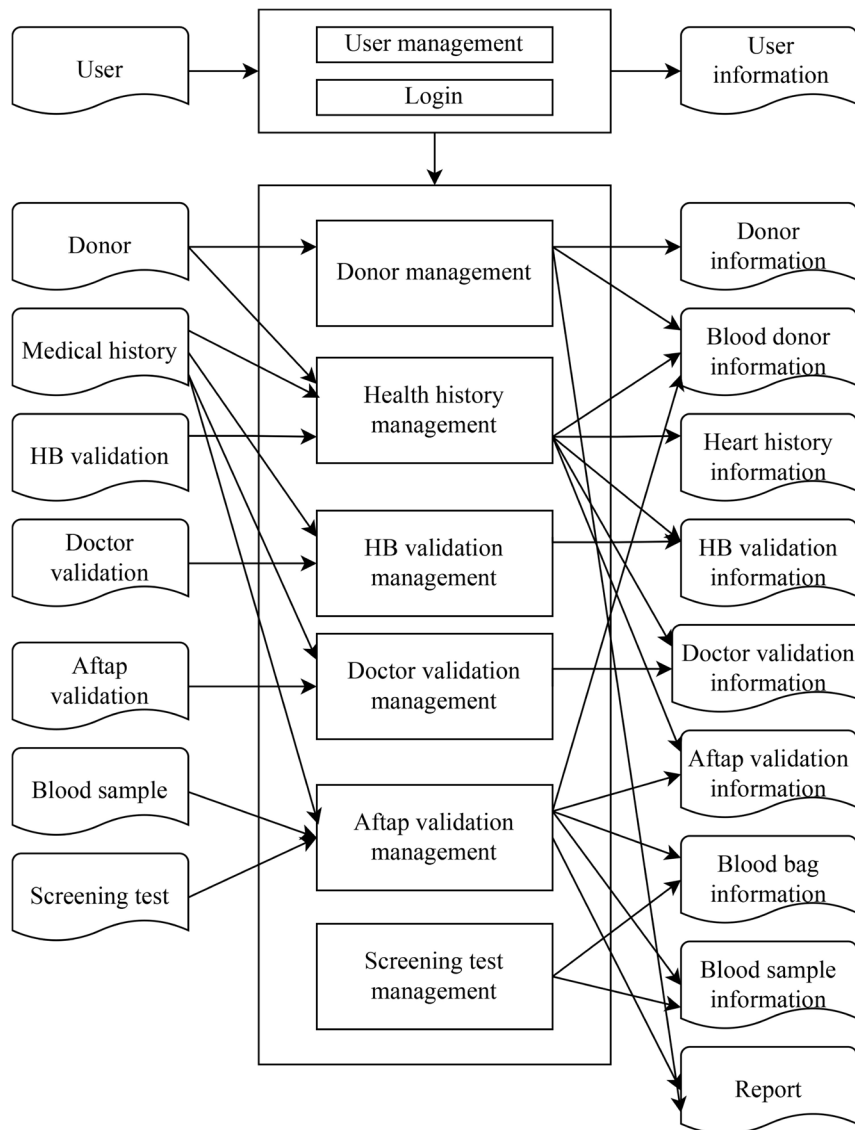 User
User management
Login
User
information
Donor
Medical history
HB validation
Doctor
validation
Aftap
validation
Blood sample
Screening test
Donor management
Health history
management
HB validation
management
Doctor validation
management
Aftap validation
management
Screening test
management
Donor
information
Blood donor
information
Heart history
information
HB validation
information
Doctor validation
information
Aftap validation
information
Blood bag
information
Blood sample
information
Report